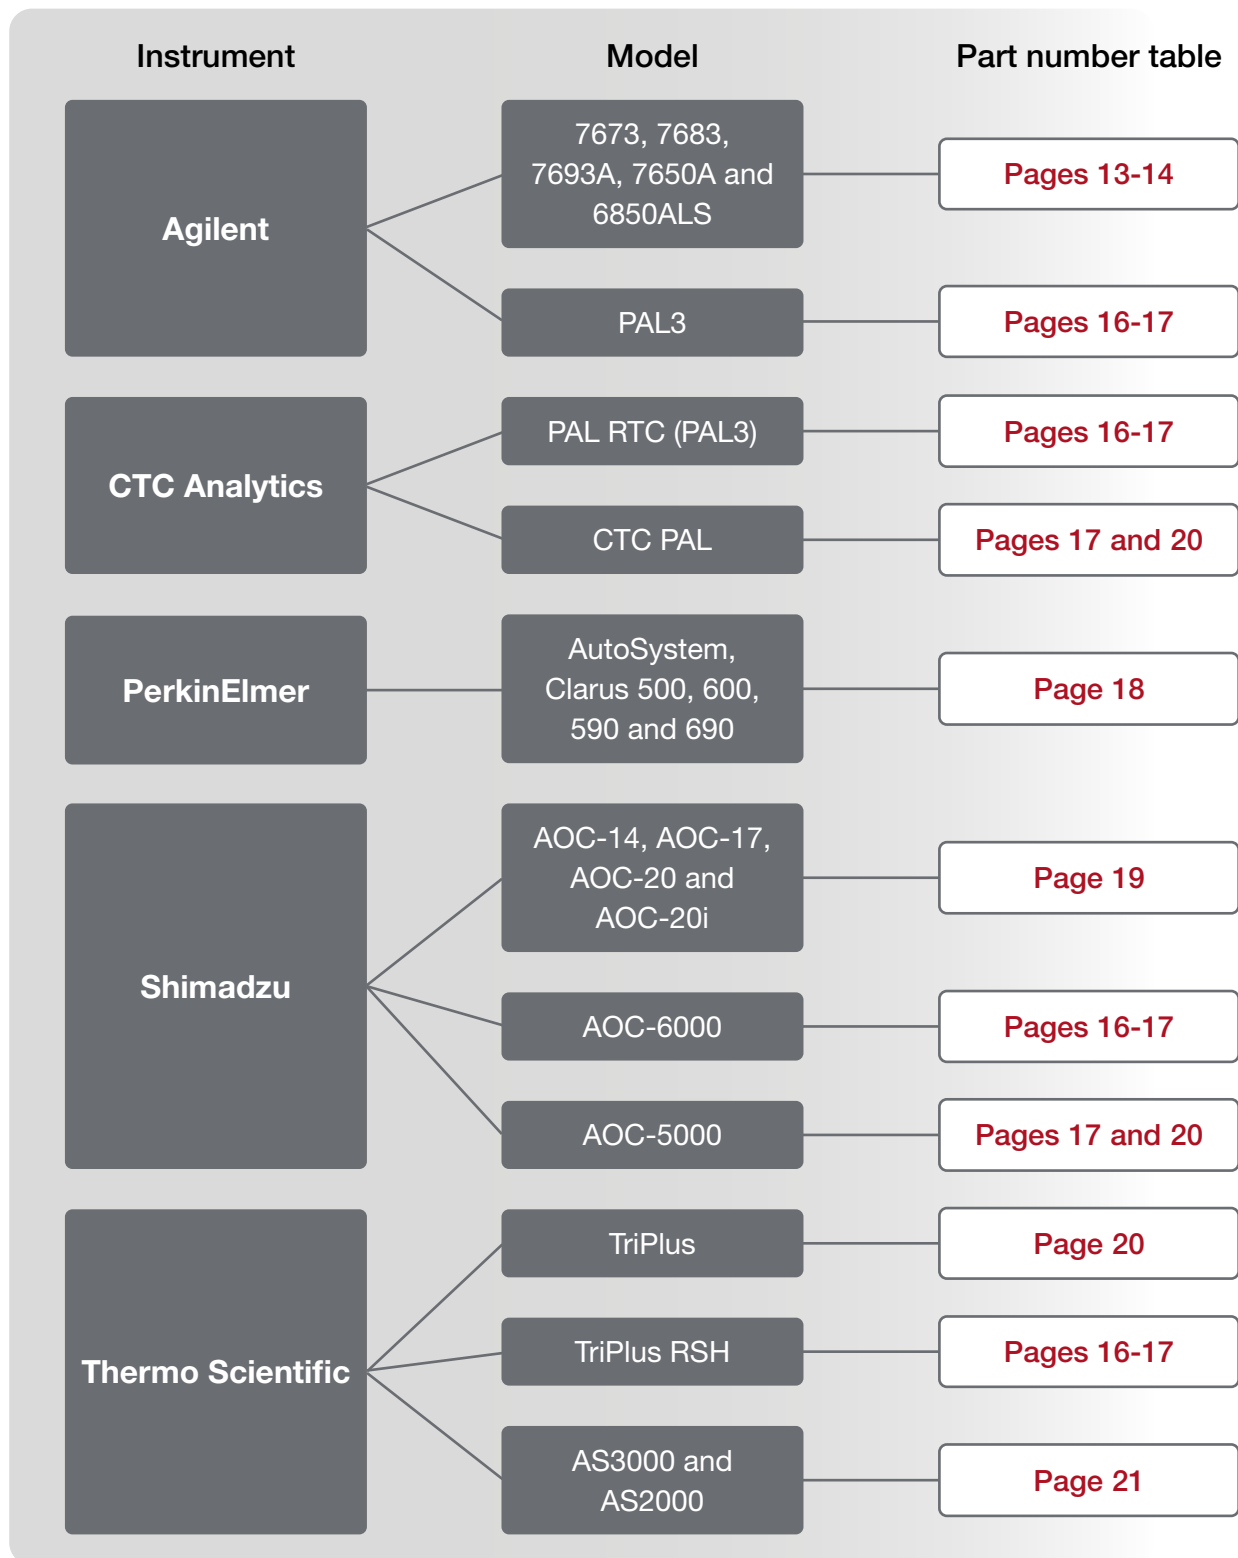 Instrument
Model
Part number table
Agilent
7673, 7683,
7693A, 7650A and
6850ALS
Pages 13-14
PAL3
Pages 16-17
CTC Analytics
PAL RTC (PAL3)
Pages 16-17
CTC PAL
Pages 17 and 20
PerkinElmer
AutoSystem,
Clarus 500, 600,
590 and 690
Page 18
Shimadzu
AOC-14, AOC-17,
AOC-20 and
AOC-20i
Page 19
AOC-6000
Pages 16-17
AOC-5000
Pages 17 and 20
Thermo Scientific
TriPlus
Page 20
TriPlus RSH
Pages 16-17
AS3000 and
AS2000
Page 21